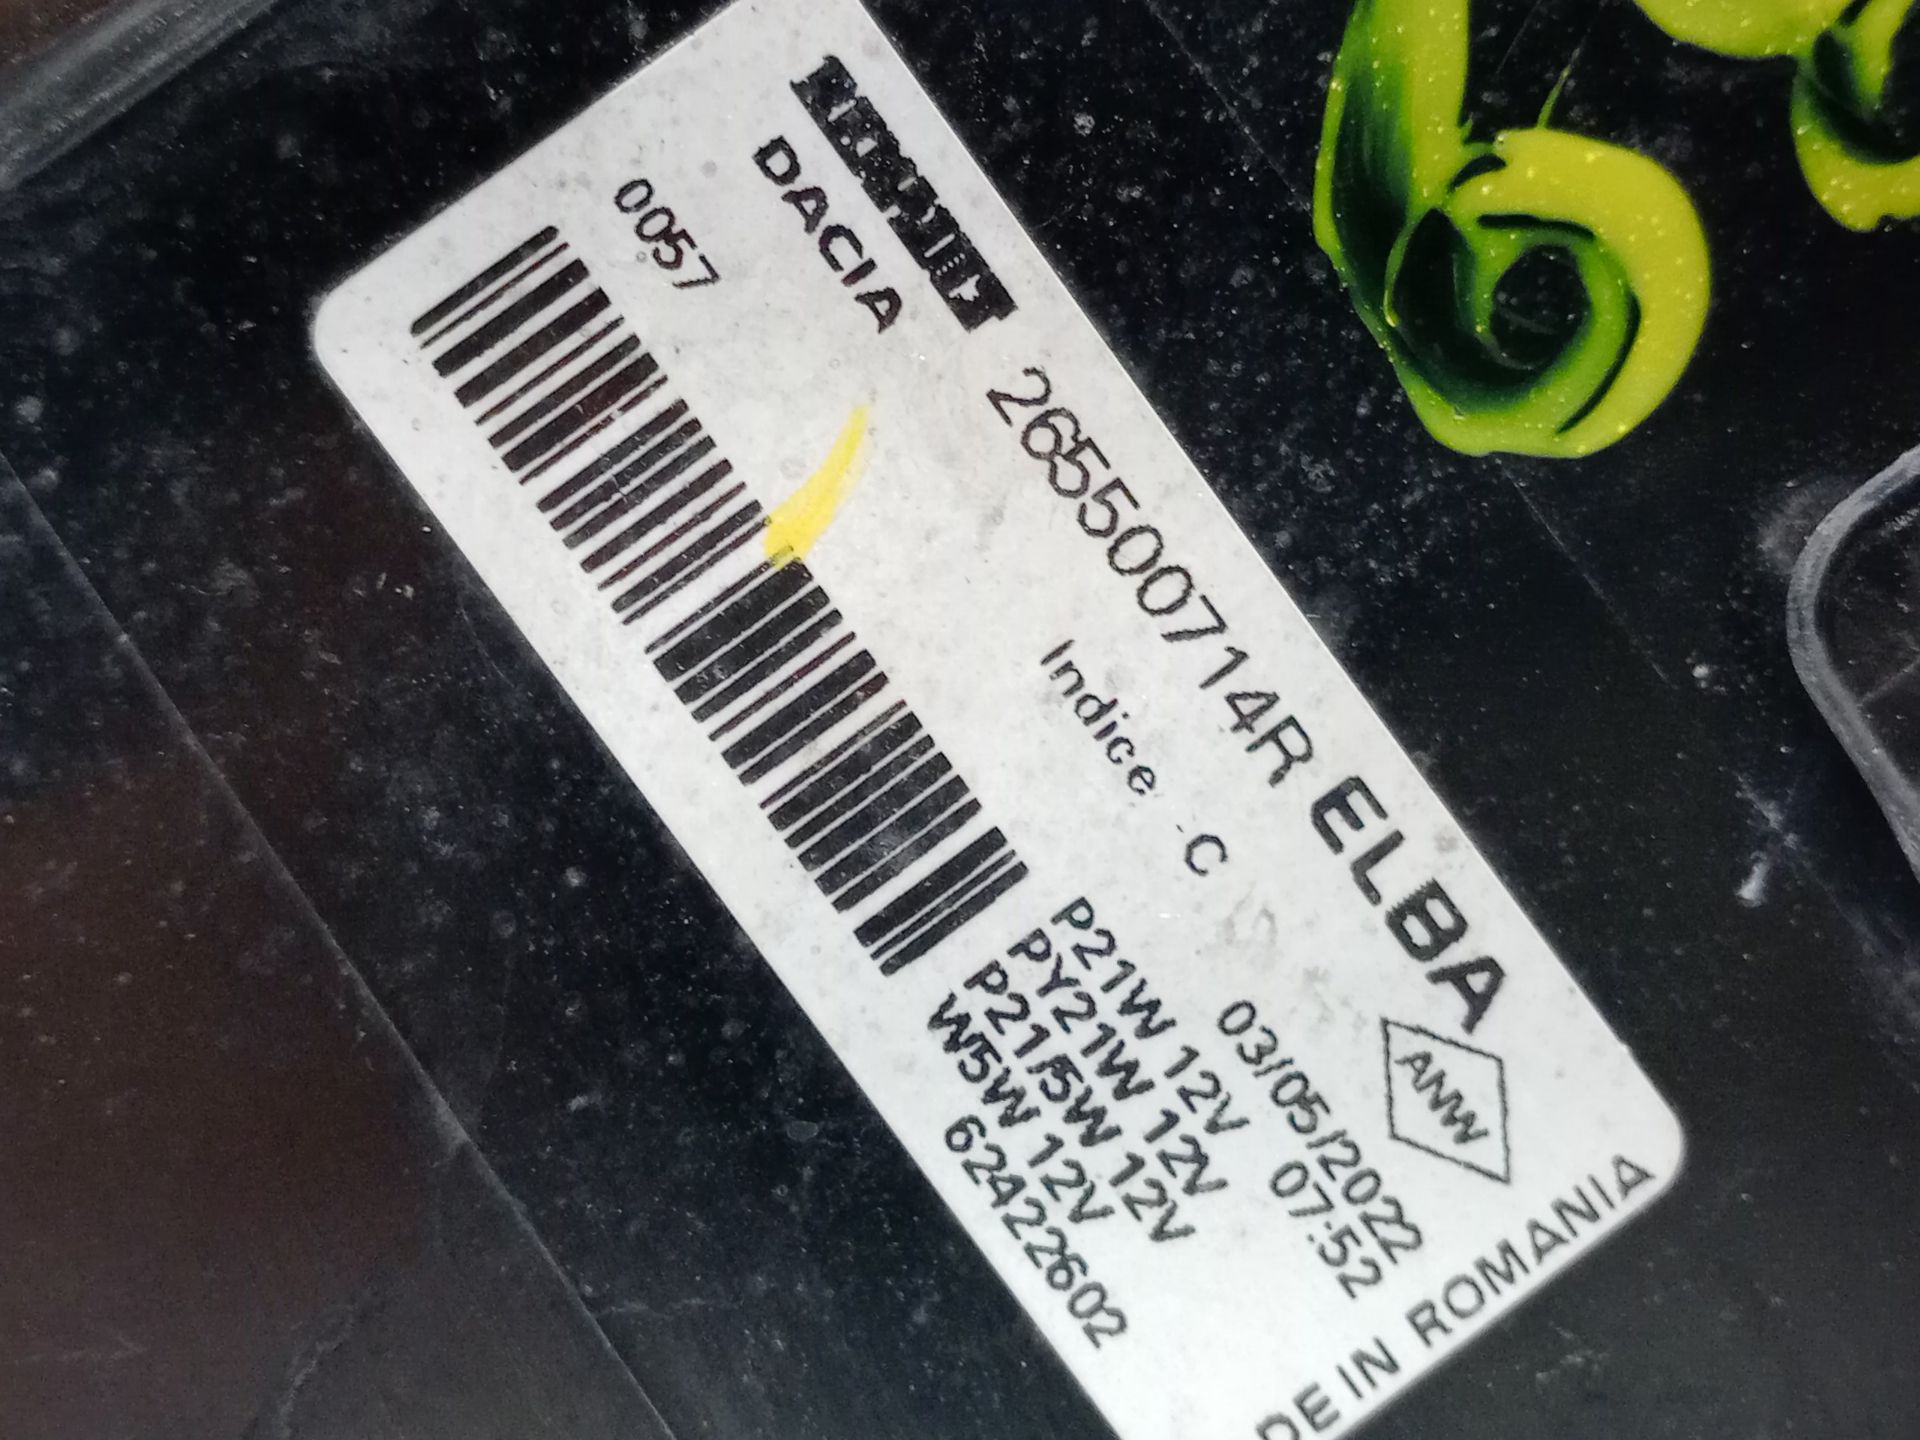 DACIA
0057
265500714R ELBA
Indice C
ANW
P21W 12V 03/05/2022
PY21W 12V 07:52
P21/5W 12V
W5W 12V
62422602
DE IN ROMANIA
6